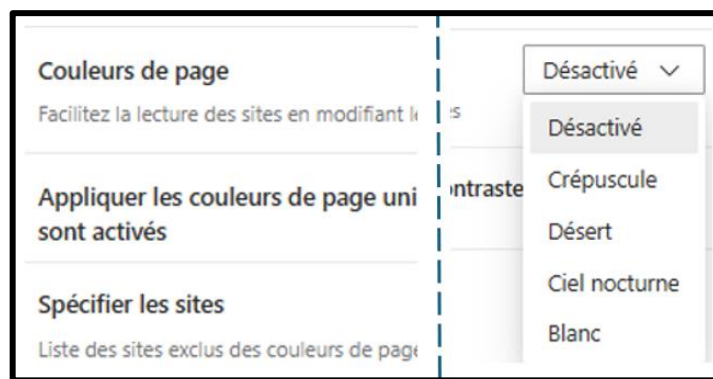 Couleurs de page
Facilitez la lecture des sites en modifiant
Appliquer les couleurs de page uni
sont activés
Spécifier les sites
Liste des sites exclus des couleurs de page
Désactivé
Désactivé
ontraste
Crépuscule
Désert
Ciel nocturne
Blanc